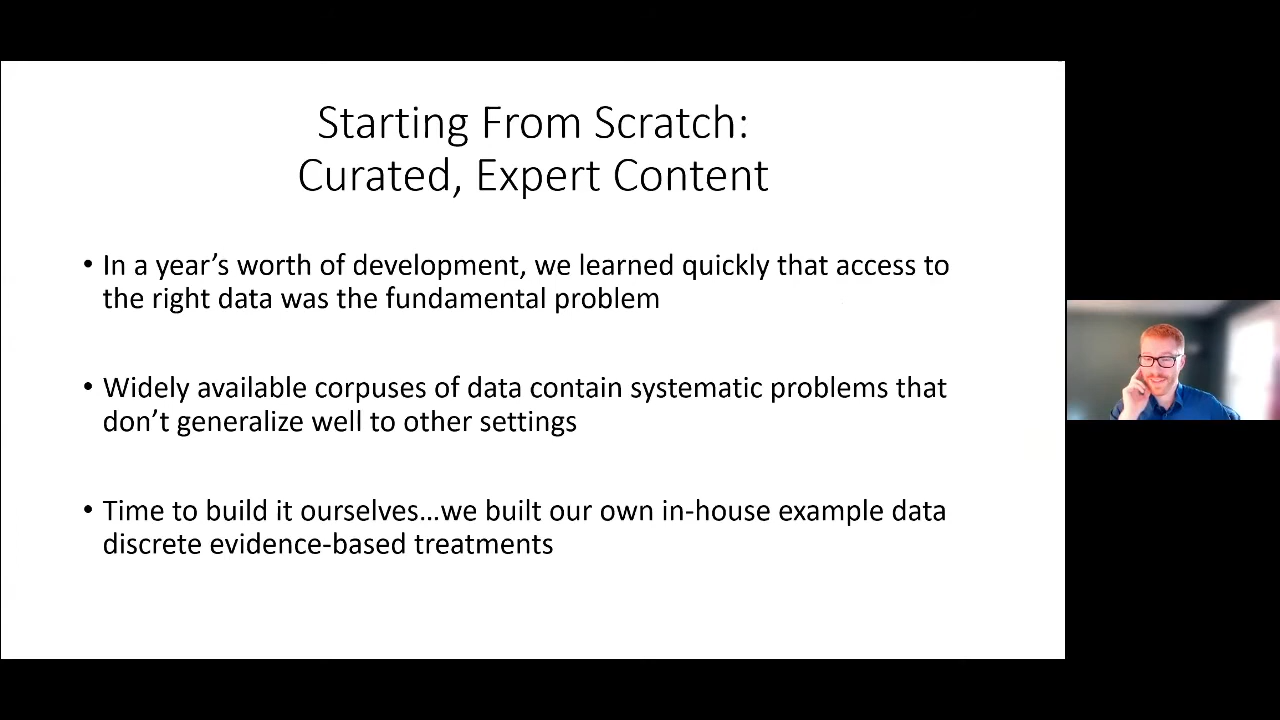 Starting From Scratch:
Curated, Expert Content
• In a year’s worth of development, we learned quickly that access to
the right data was the fundamental problem
• Widely available corpuses of data contain systematic problems that
don’t generalize well to other settings
• Time to build it ourselves…we built our own in-house example data
discrete evidence-based treatments